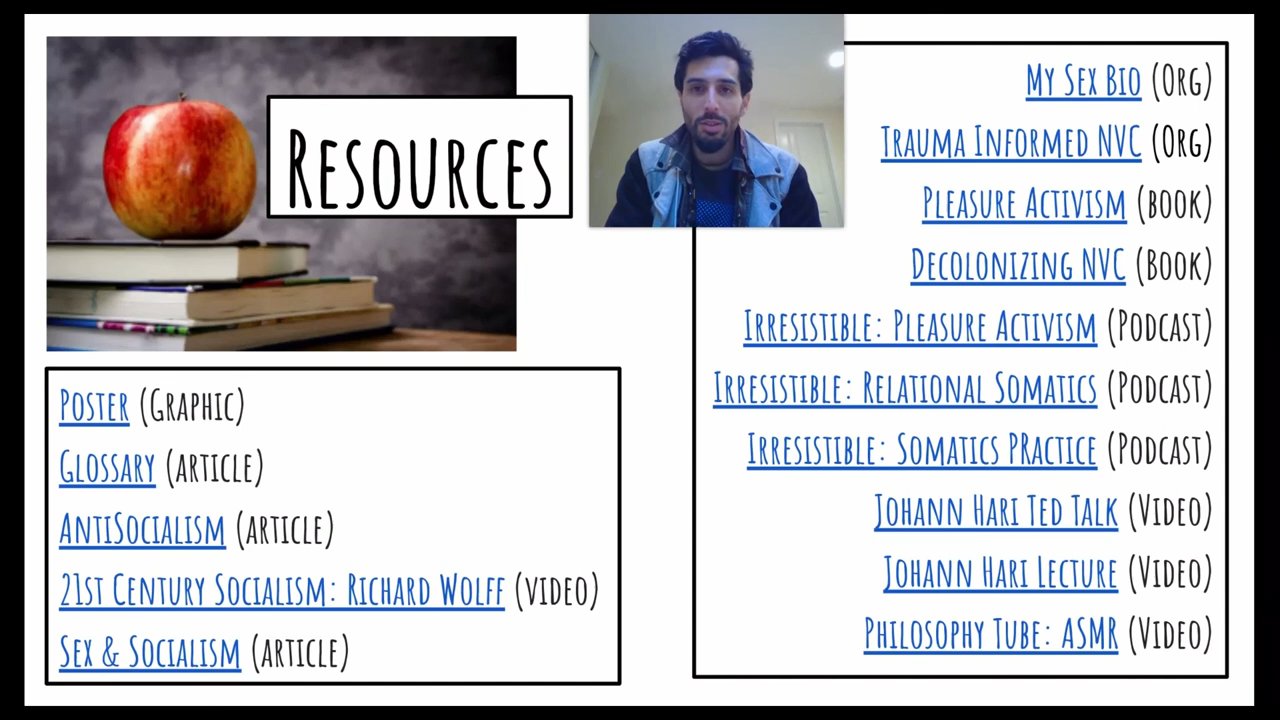 Resources
Poster (Graphic)
Glossary (article)
AntiSocialism (article)
21st Century Socialism: Richard Wolff (video)
Sex & Socialism (article)
My Sex Bio (Org)
Trauma Informed NVC (Org)
Pleasure Activism (book)
Decolonizing NVC (Book)
Irresistible: Pleasure Activism (Podcast)
Irresistible: Relational Somatics (Podcast)
Irresistible: Somatics PRactice (Podcast)
Johann Hari Ted Talk (Video)
Johann Hari Lecture (Video)
Philosophy Tube: ASMR (Video)